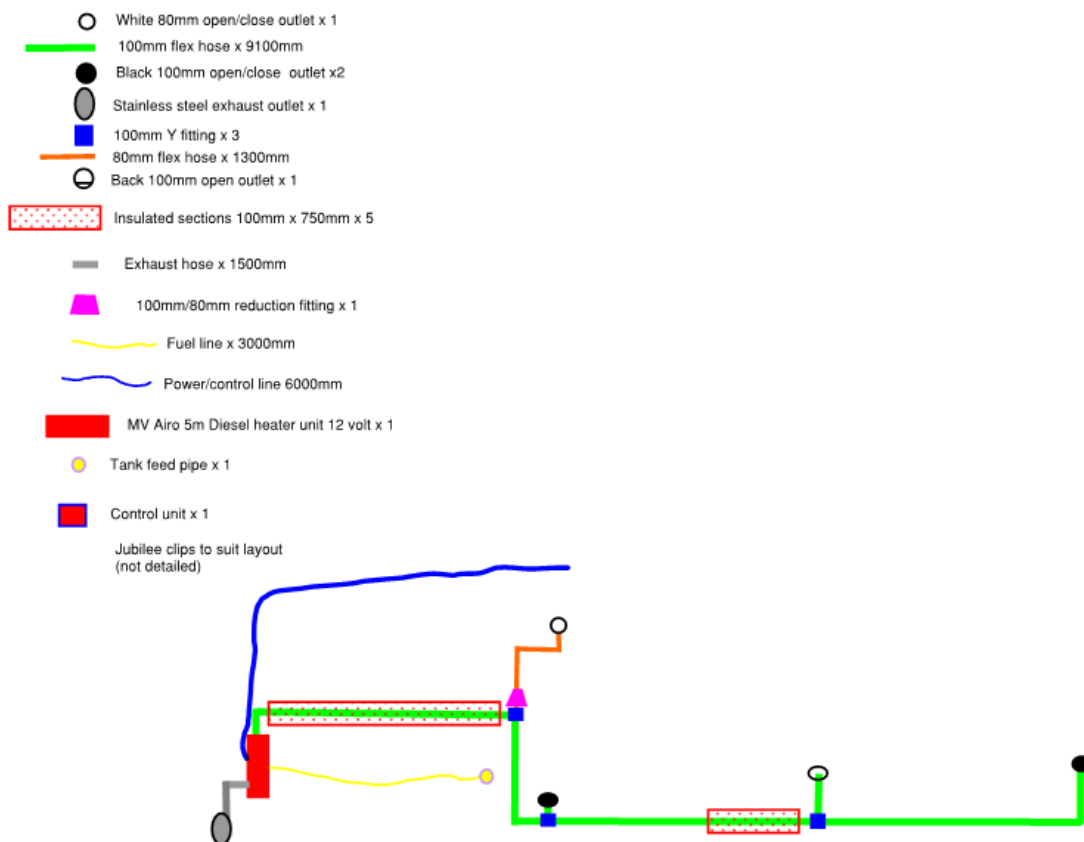 White 80mm open/close outlet x 1
100mm flex hose x 9100mm
Black 100mm open/close outlet x2
Stainless steel exhaust outlet x 1
100mm Y fitting x 3
80mm flex hose x 1300mm
Back 100mm open outlet x 1
Insulated sections 100mm x 750mm x 5
Exhaust hose x 1500mm
100mm/80mm reduction fitting x 1
Fuel line x 3000mm
Power/control line 6000mm
MV Airo 5m Diesel heater unit 12 volt x 1
Tank feed pipe x 1
Control unit x 1
Jubilee clips to suit layout
(not detailed)